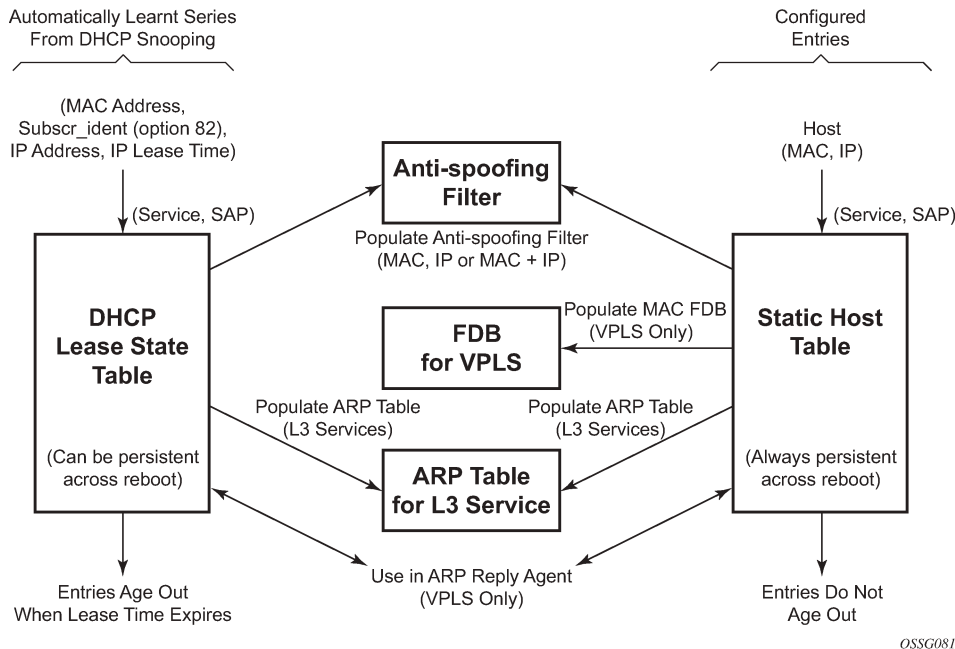 Automatically Learnt Series
From DHCP Snooping
Configured
Entries
(MAC Address,
Subscr_ident (option 82),
IP Address, IP Lease Time)
Host
(MAC, IP)
Anti-spoofing
Filter
(Service, SAP)
(Service, SAP)
Populate Anti-spoofing Filter
(MAC, IP or MAC + IP)
DHCP
Lease State
Table
Populate MAC FDB
(VPLS Only)
FDB
for VPLS
Static Host
Table
Populate ARP Table
(L3 Services)
Populate ARP Table
(L3 Services)
(Can be persistent
across reboot)
ARP Table
for L3 Service
(Always persistent
across reboot)
Use in ARP Reply Agent
(VPLS Only)
Entries Age Out
When Lease Time Expires
Entries Do Not
Age Out
OSSG081